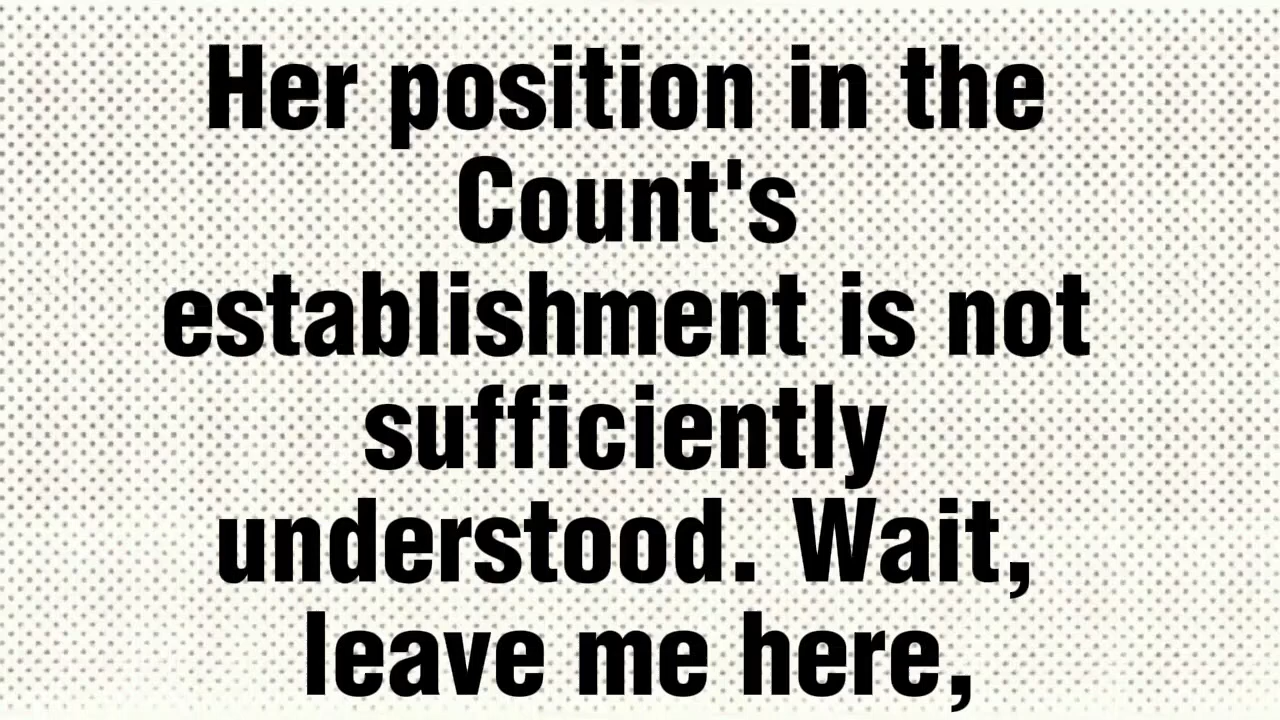 Her position in the
Count's
establishment is not
sufficiently
understood. Wait,
leave me here,